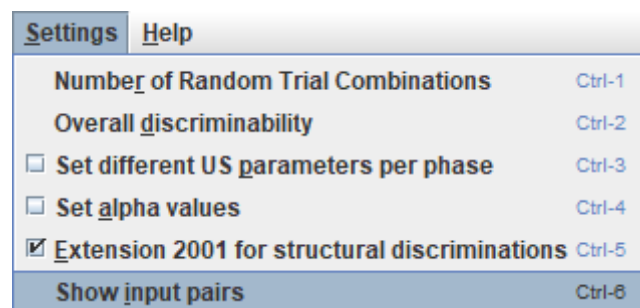 Settings Help
Number of Random Trial Combinations Ctrl-1
Overall discriminability Ctrl-2
Set different US parameters per phase Ctrl-3
Set alpha values Ctrl-4
Extension 2001 for structural discriminations Ctrl-5
Show input pairs Ctrl-6